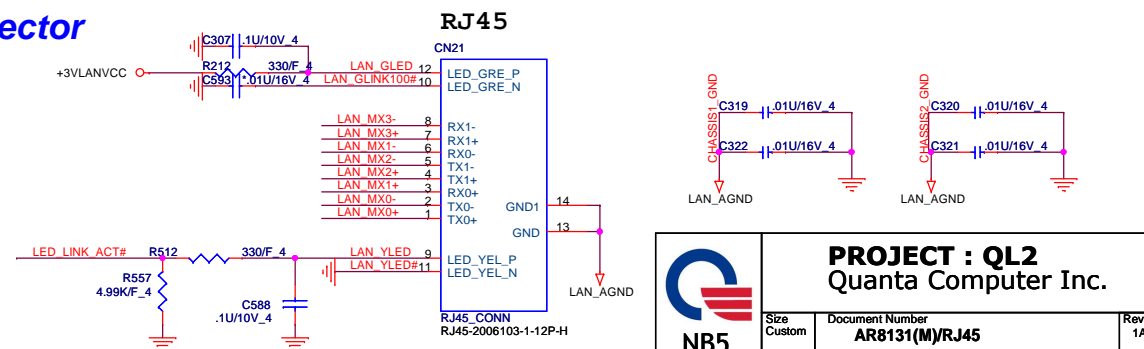 ector
RJ45
CN21
C307 .1U/10V_4
+3VLANVCC
R212 330/F_4
C593 *.01U/16V_4
LAN_GLED 12 LED_GRE_P
LAN_GLINK100# 10 LED_GRE_N
LAN_MX3- 8 RX1-
LAN_MX3+ 7 RX1+
LAN_MX1- 6 RX0-
LAN_MX2- 5 TX1-
LAN_MX2+ 4 TX1+
LAN_MX1+ 3 RX0+
LAN_MX0- 2 TX0-
LAN_MX0+ 1 TX0+
GND1 14
GND 13
LED_LINK_ACT#
R512 330/F_4
LAN_YLED 9 LED_YEL_P
LAN_YLED# 11 LED_YEL_N
R557
4.99K/F_4
C588
.1U/10V_4
LAN_AGND
RJ45_CONN
RJ45-2006103-1-12P-H
CHASSIS1_GND
C319 .01U/16V_4
C322 .01U/16V_4
LAN_AGND
CHASSIS2_GND
C320 .01U/16V_4
C321 .01U/16V_4
LAN_AGND
NB5
PROJECT : QL2
Quanta Computer Inc.
Size
Custom
Document Number
AR8131(M)/RJ45
Rev
1A